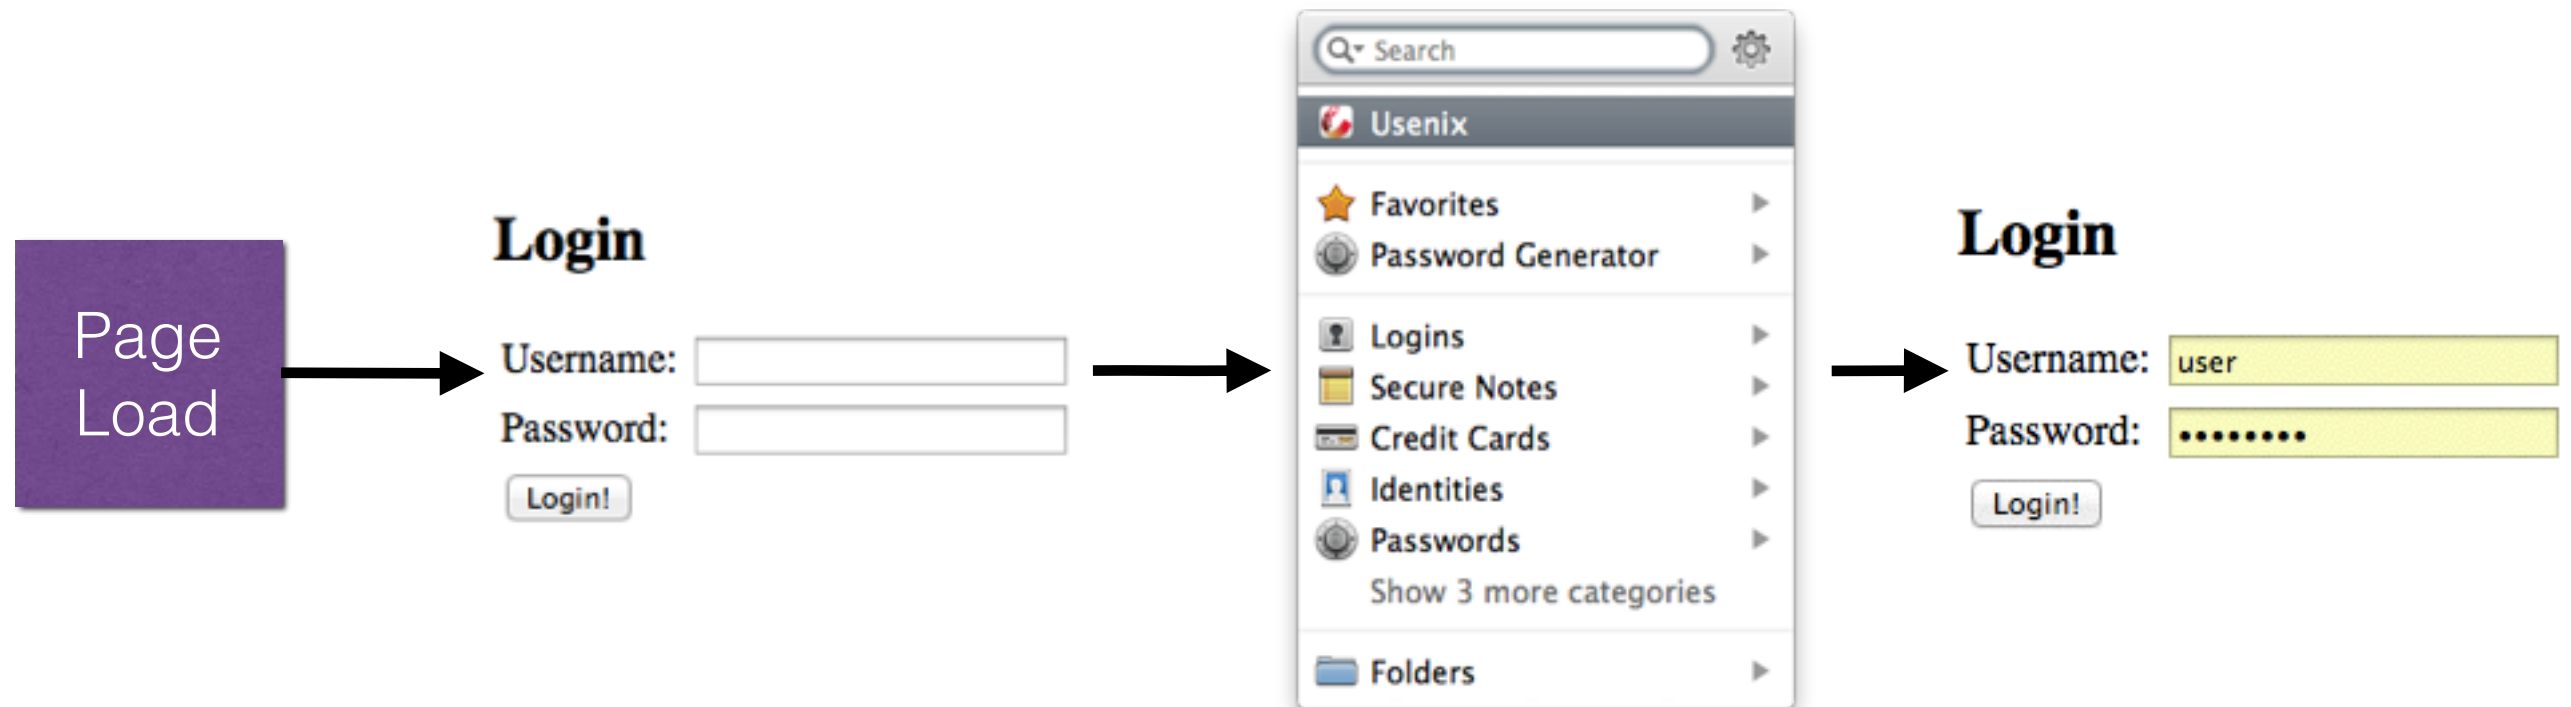 Page
Load
Login
Username:
Password:
Login!
Search
Usenix
Favorites
Password Generator
Logins
Secure Notes
Credit Cards
Identities
Passwords
Show 3 more categories
Folders
Login
Username: user
Password: ••••••••
Login!